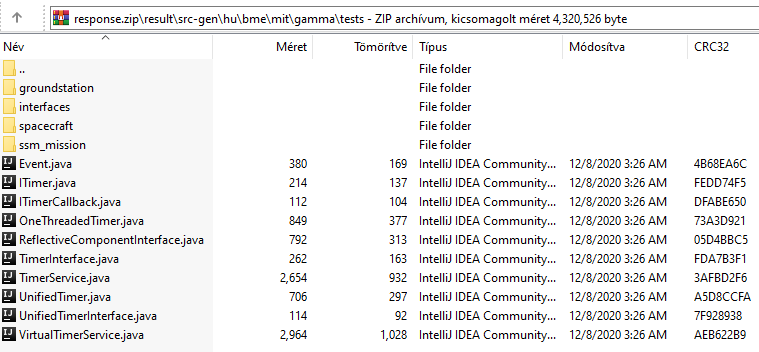 response.zip\result\src-gen\hu\bme\mit\gamma\tests - ZIP archívum, kicsomagolt méret 4,320,526 byte
Név Méret Tömörítve Típus Módosítva CRC32
.. File folder
groundstation File folder
interfaces File folder
spacecraft File folder
ssm_mission File folder
Event.java 380 169 IntelliJ IDEA Community... 12/8/2020 3:26 AM 4B68EA6C
ITimer.java 214 137 IntelliJ IDEA Community... 12/8/2020 3:26 AM FEDD74F5
ITimerCallback.java 112 104 IntelliJ IDEA Community... 12/8/2020 3:26 AM DFABE650
OneThreadedTimer.java 849 377 IntelliJ IDEA Community... 12/8/2020 3:26 AM 73A3D921
ReflectiveComponentInterface.java 792 313 IntelliJ IDEA Community... 12/8/2020 3:26 AM 05D4BBC5
TimerInterface.java 262 163 IntelliJ IDEA Community... 12/8/2020 3:26 AM FDA7B3F1
TimerService.java 2,654 932 IntelliJ IDEA Community... 12/8/2020 3:26 AM 3AFBD2F6
UnifiedTimer.java 706 297 IntelliJ IDEA Community... 12/8/2020 3:26 AM A5D8CCFA
UnifiedTimerInterface.java 114 92 IntelliJ IDEA Community... 12/8/2020 3:26 AM 7F928938
VirtualTimerService.java 2,964 1,028 IntelliJ IDEA Community... 12/8/2020 3:26 AM AEB622B9